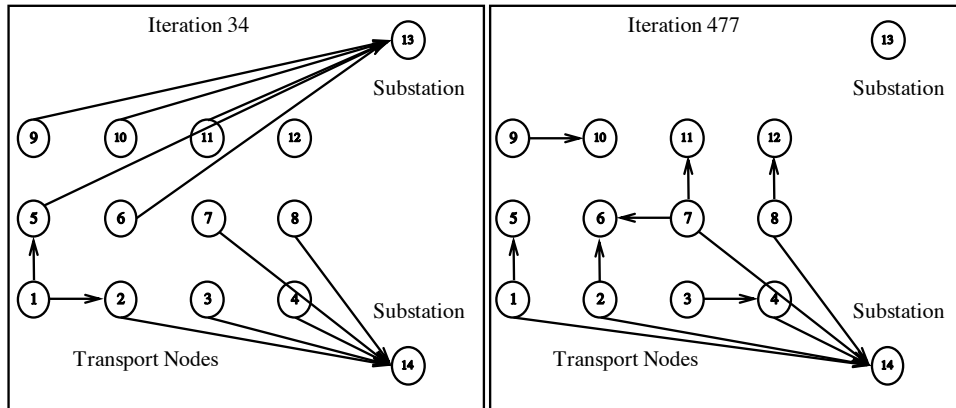 Iteration 34
13
Substation
9 10 11 12
5 6 7 8
1 2 3 4
Substation
Transport Nodes
14
Iteration 477
13
Substation
9 10 11 12
5 6 7 8
1 2 3 4
Substation
Transport Nodes
14